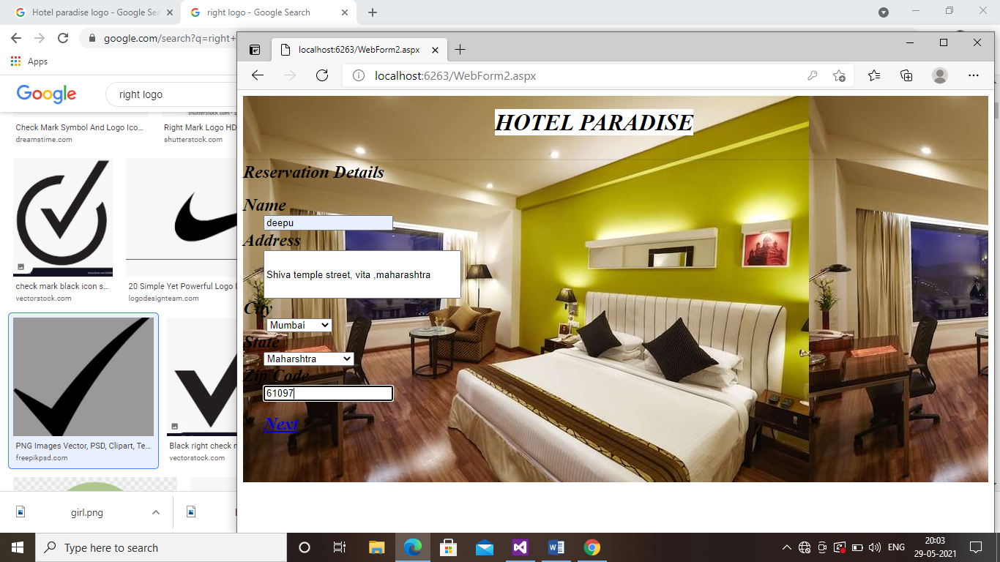 Hotel paradise logo - Google Sea
right logo - Google Search
google.com/search?q=right+
Apps
Google
right logo
shutterstock.com
Check Mark Symbol And Logo Ico...
dreamstime.com
Right Mark Logo HD
shutterstock.com
check mark black icon s...
vectorstock.com
20 Simple Yet Powerful Logo
logodesignteam.com
PNG Images Vector, PSD, Clipart, Te...
freepikpsd.com
Black right check
vectorstock.com
girl.png
localhost:6263/WebForm2.aspx
localhost:6263/WebForm2.aspx
HOTEL PARADISE
Reservation Details
Name
deepu
Address
Shiva temple street, vita ,maharashtra
City
Mumbai
State
Maharshtra
Zip Code
61097
Next
Type here to search
ENG
20:03
29-05-2021